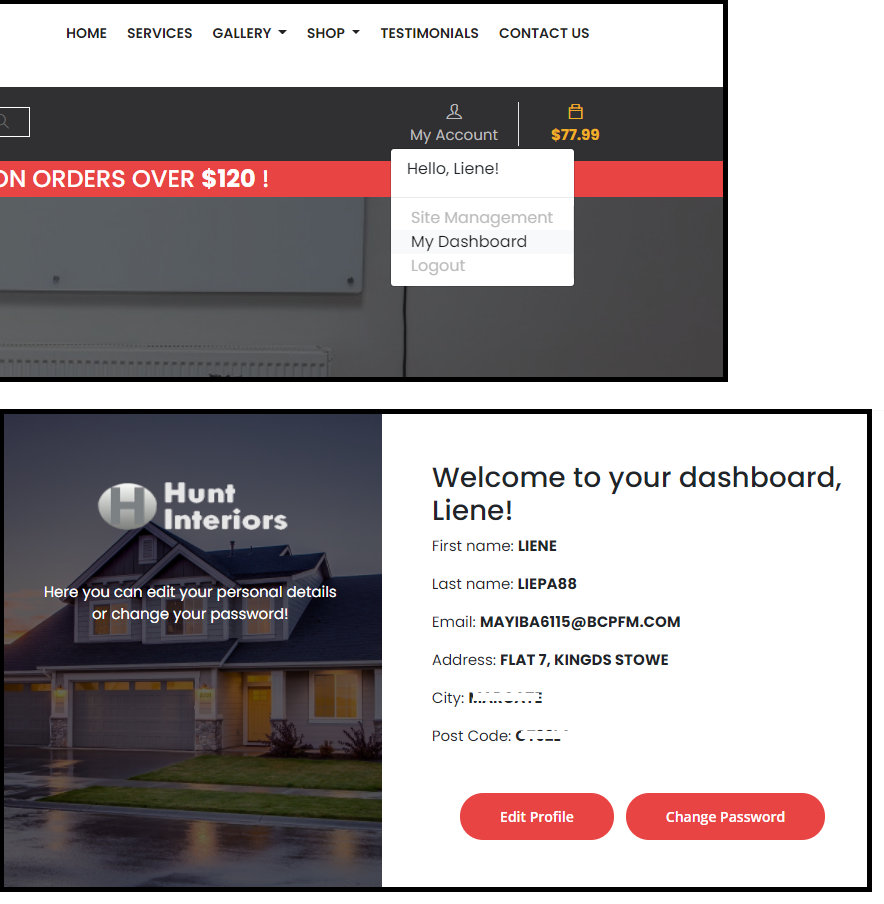 HOME SERVICES GALLERY SHOP TESTIMONIALS CONTACT US
My Account $77.99
ON ORDERS OVER $120 !
Hello, Liene!
Site Management
My Dashboard
Logout
Hunt
Interiors
Here you can edit your personal details
or change your password!
Welcome to your dashboard,
Liene!
First name: LIENE
Last name: LIEPA88
Email: MAYIBA6115@BCPFM.COM
Address: FLAT 7, KINGDS STOWE
City:
Post Code:
Edit Profile Change Password